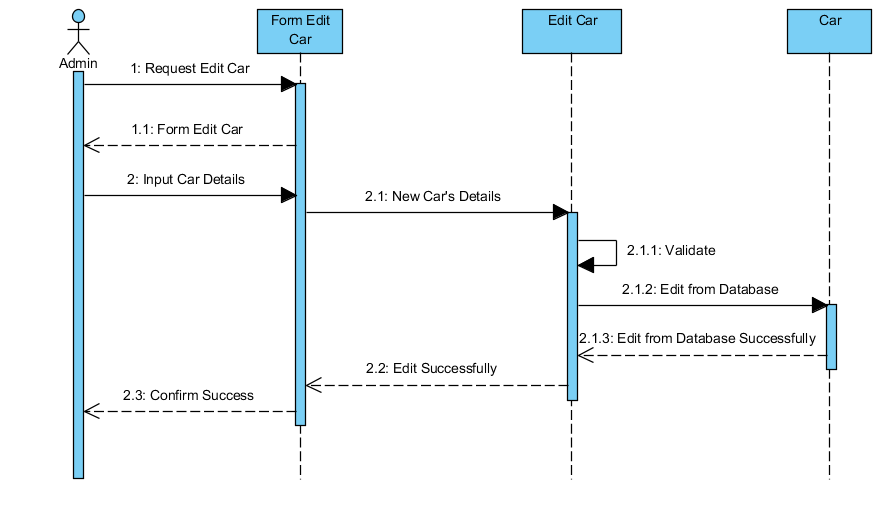 Form Edit
Car
Edit Car
Car
Admin
1: Request Edit Car
1.1: Form Edit Car
2: Input Car Details
2.1: New Car's Details
2.1.1: Validate
2.1.2: Edit from Database
2.1.3: Edit from Database Successfully
2.2: Edit Successfully
2.3: Confirm Success